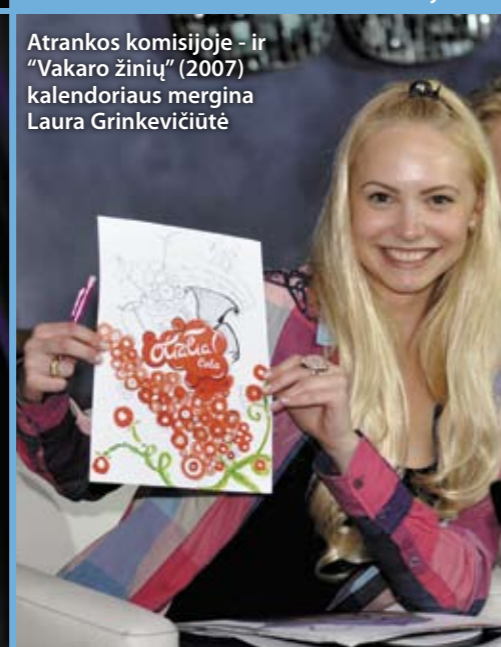 Atrankos komisijoje - ir
“Vakaro žinių” (2007)
kalendoriaus mergina
Laura Grinkevičiūtė